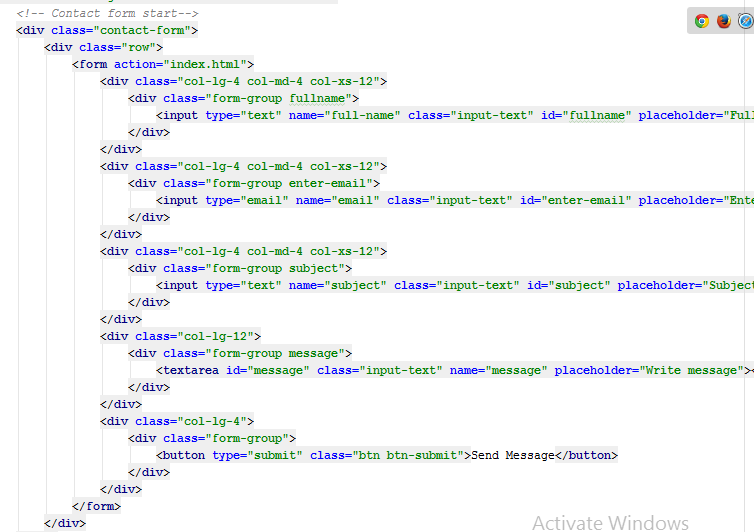 <!-- Contact form start-->
<div class="contact-form">
<div class="row">
<form action="index.html">
<div class="col-lg-4 col-md-4 col-xs-12">
<div class="form-group fullname">
<input type="text" name="full-name" class="input-text" id="fullname" placeholder="Full
</div>
</div>
<div class="col-lg-4 col-md-4 col-xs-12">
<div class="form-group enter-email">
<input type="email" name="email" class="input-text" id="enter-email" placeholder="Ente
</div>
</div>
<div class="col-lg-4 col-md-4 col-xs-12">
<div class="form-group subject">
<input type="text" name="subject" class="input-text" id="subject" placeholder="Subject
</div>
</div>
<div class="col-lg-12">
<div class="form-group message">
<textarea id="message" class="input-text" name="message" placeholder="Write message"><
</div>
</div>
<div class="col-lg-4">
<div class="form-group">
<button type="submit" class="btn btn-submit">Send Message</button>
</div>
</div>
</form>
</div>
Activate Windows